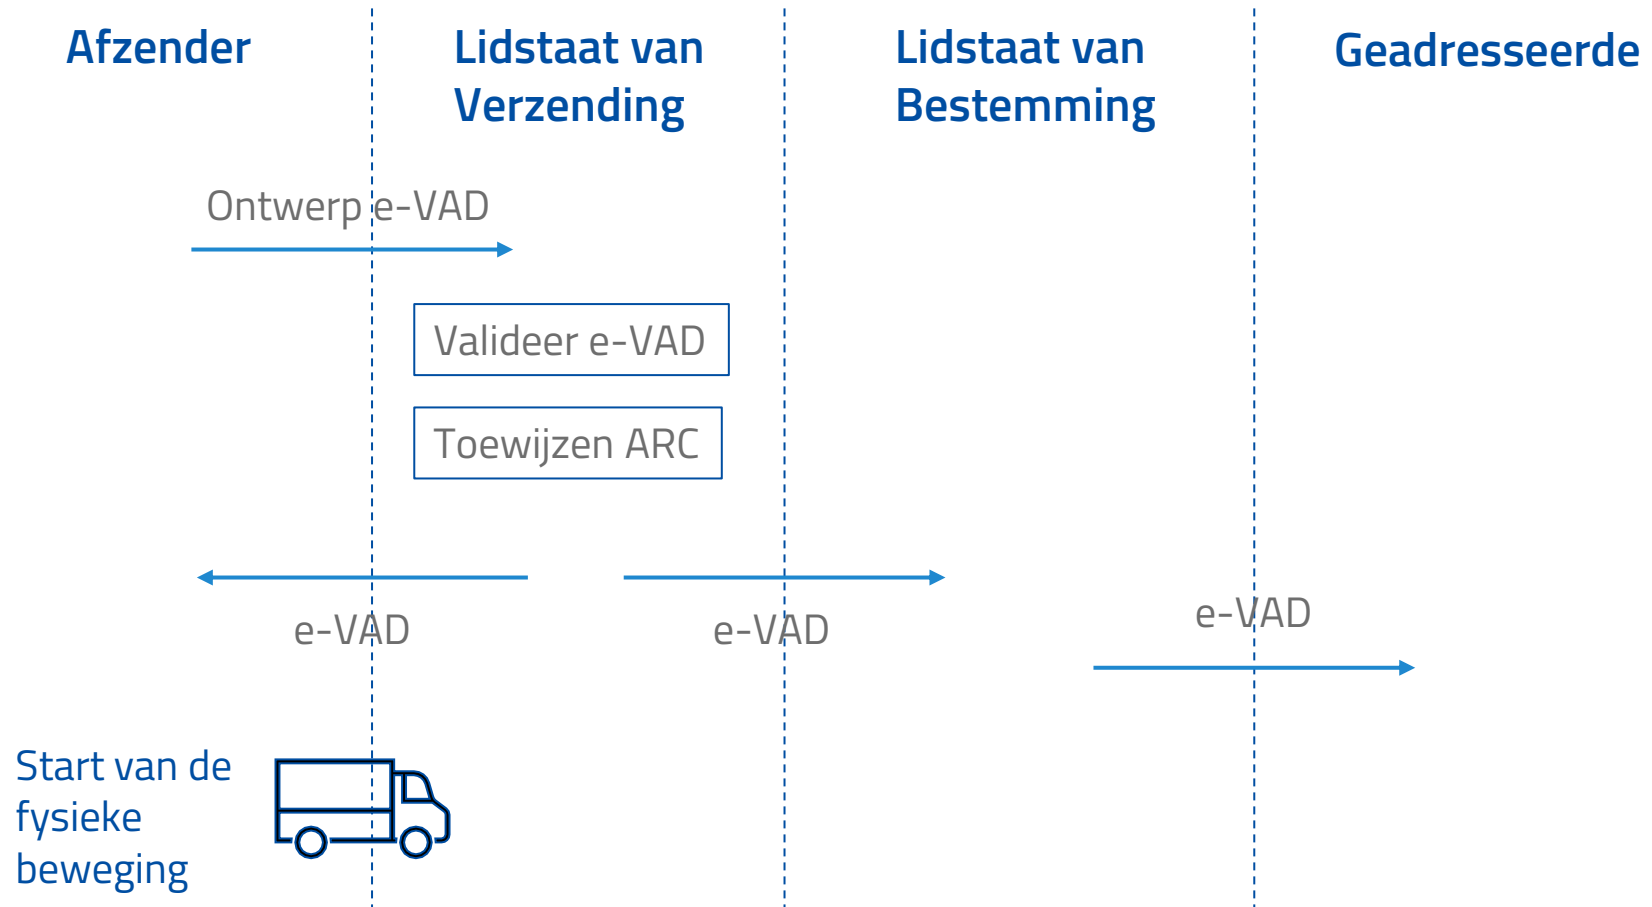 Afzender
Lidstaat van
Verzending
Lidstaat van
Bestemming
Geadresseerde
Ontwerp e-VAD
Valideer e-VAD
Toewijzen ARC
e-VAD
e-VAD
e-VAD
Start van de
fysieke
beweging